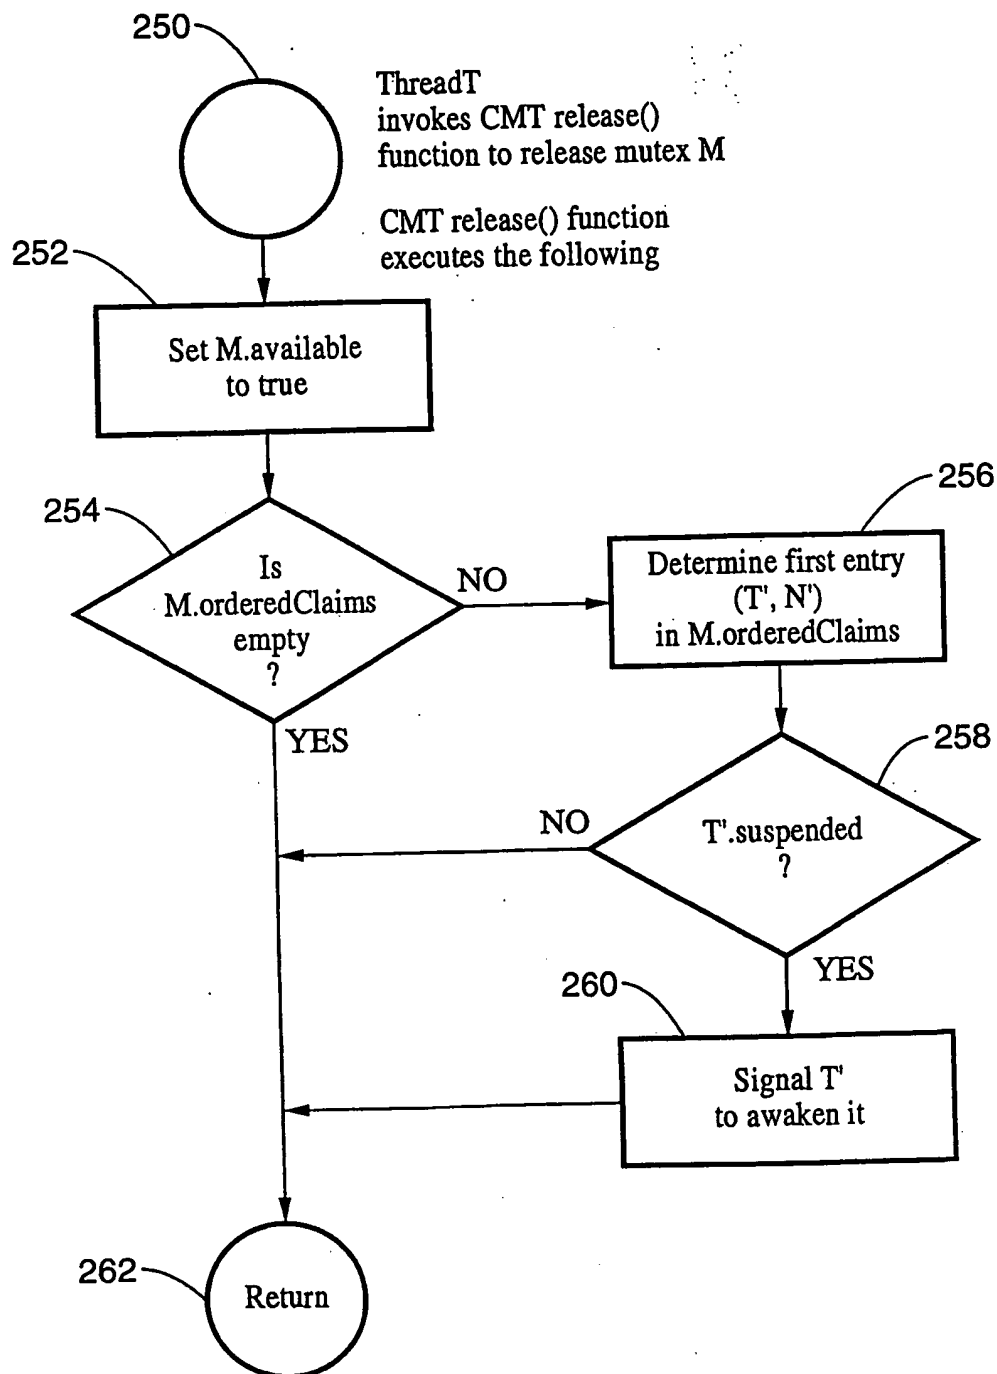 250
ThreadT
invokes CMT release()
function to release mutex M
CMT release() function
executes the following
252
Set M.available
to true
254
Is
M.orderedClaims
empty
?
NO
YES
256
Determine first entry
(T', N')
in M.orderedClaims
258
T'.suspended
?
NO
YES
260
Signal T'
to awaken it
262
Return